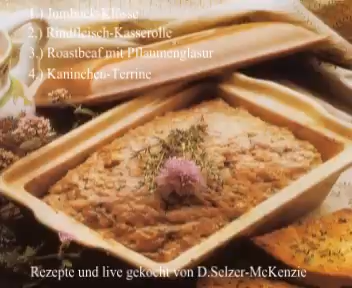 1.) Jumbuck-Klösse
2.) Rindfleisch-Kasserolle
3.) Roastbeaf mit Pflaumenglasur
4.) Kaninchen-Terrine
Rezepte und live gekocht von D.Selzer-McKenzie